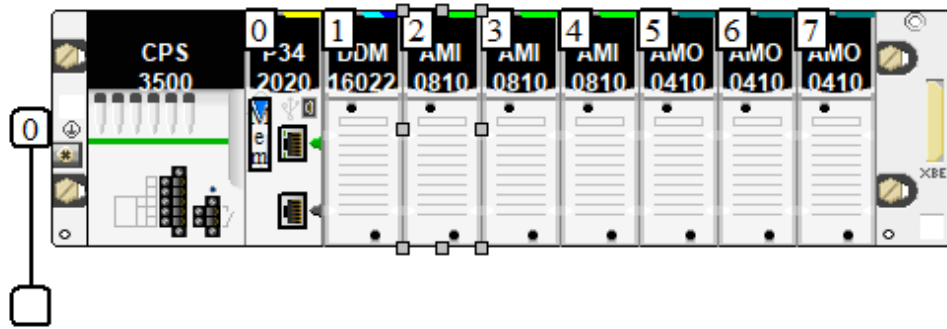 0 1 2 3 4 5 6 7
CPS P34 DDM AMI AMI AMI AMO AMO AMO
3500 2020 16022 0810 0810 0810 0410 0410 0410
0
V
e
m
XBE